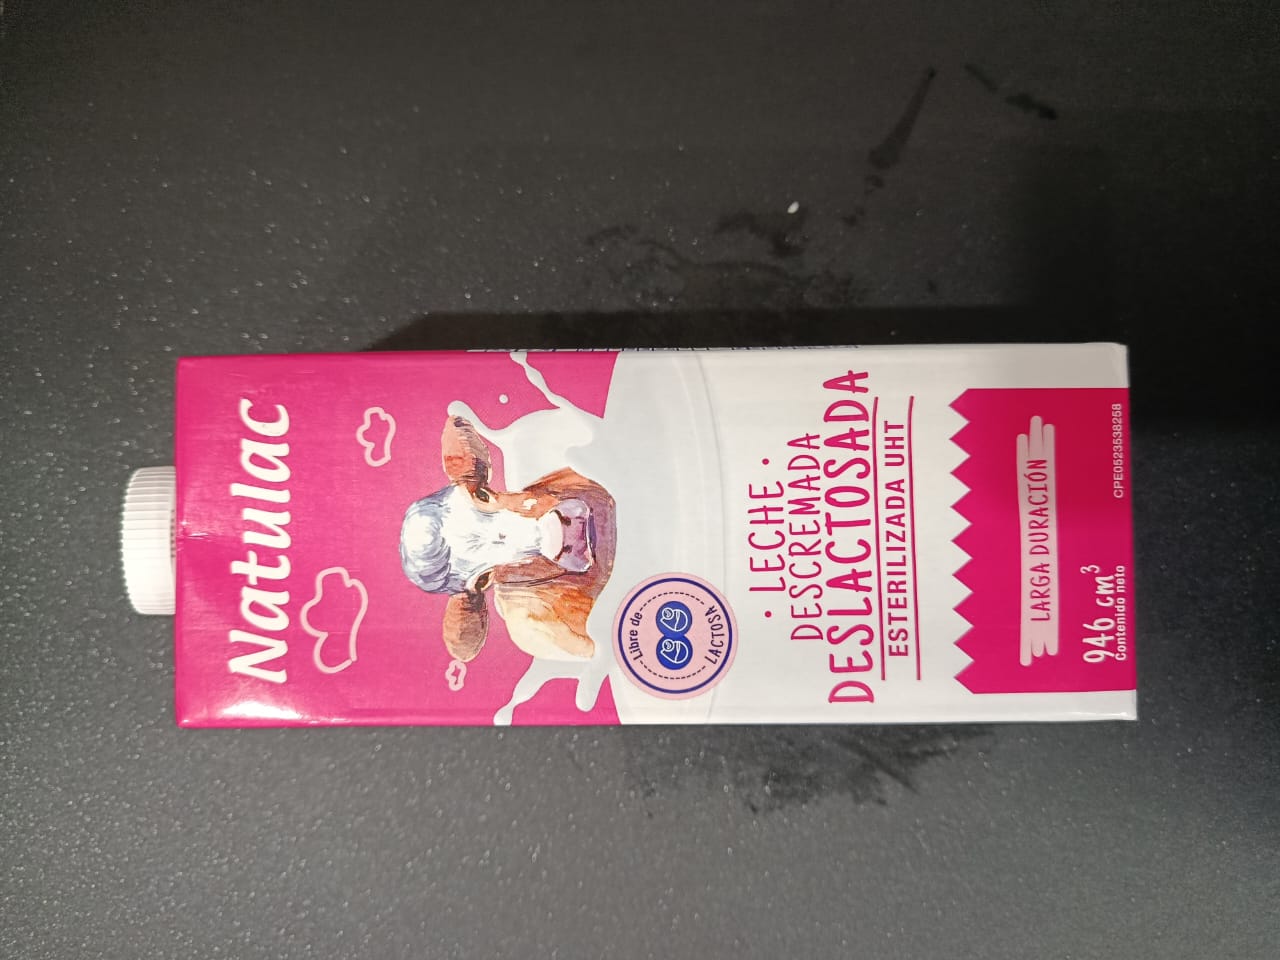 Natulac
Libre de
LACTOSA
· LECHE ·
DESCREMADA
DESLACTOSADA
ESTERILIZADA UHT
LARGA DURACIÓN
946 cm³
Contenido neto
CPE0523538258